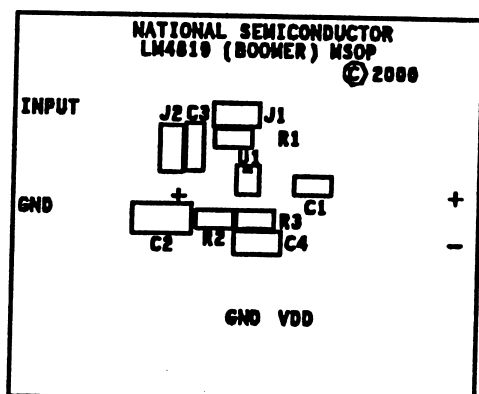 NATIONAL SEMICONDUCTOR
LM4819 (BOOMER) MSOP
© 2000
INPUT
J2 C3 J1
R1
U1
GND
+
C1
+
C2
R2
R3
C4
−
GND VDD